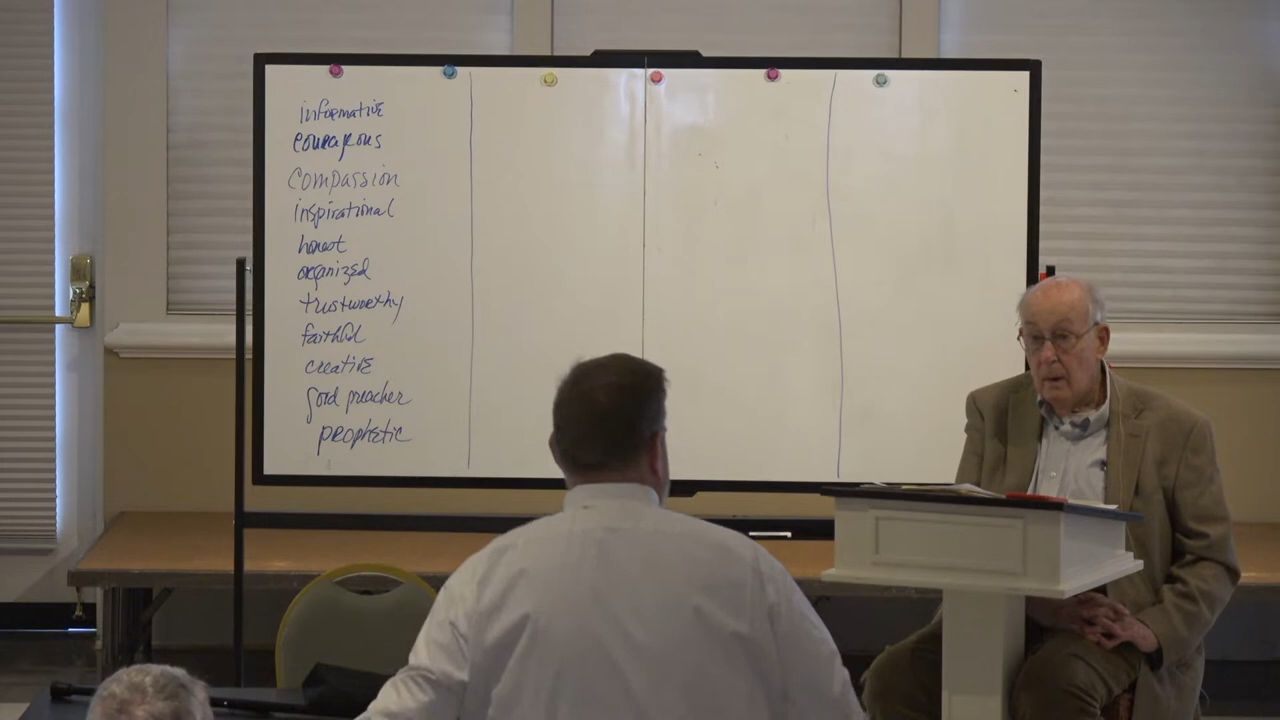 informative
courageous
compassion
inspirational
honest
organized
trustworthy
faithful
creative
good preacher
prophetic